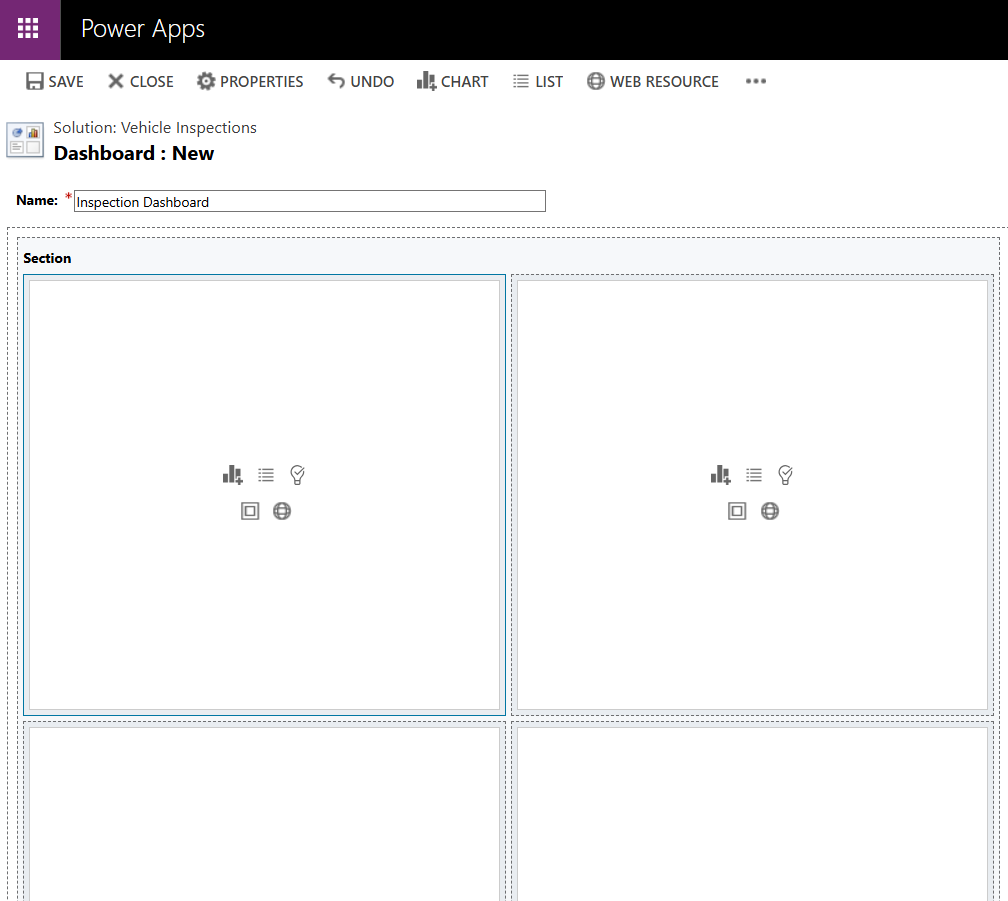 Power Apps
SAVE CLOSE PROPERTIES UNDO CHART LIST WEB RESOURCE
Solution: Vehicle Inspections
Dashboard : New
Name: * Inspection Dashboard
Section